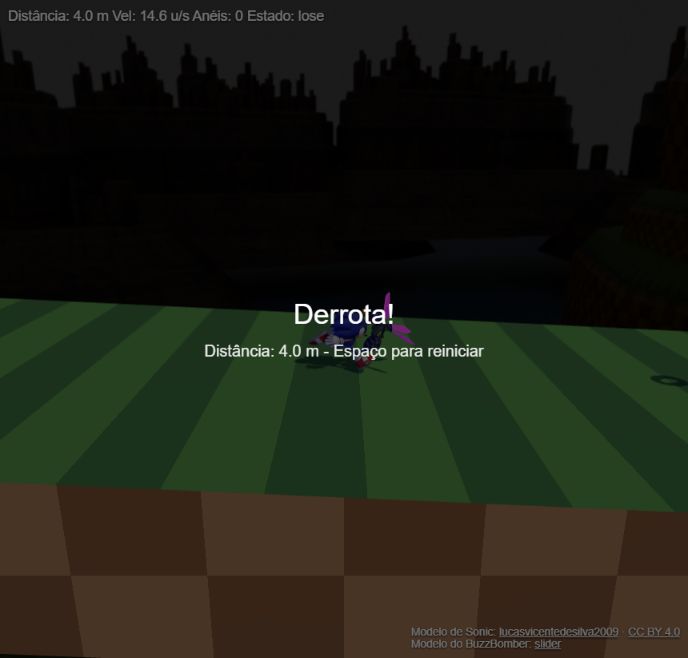 Distância: 4.0 m Vel: 14.6 u/s Anéis: 0 Estado: lose
Derrota!
Distância: 4.0 m - Espaço para reiniciar
Modelo de Sonic: lucasvicentedesilva2009 · CC BY 4.0
Modelo do BuzzBomber: slider